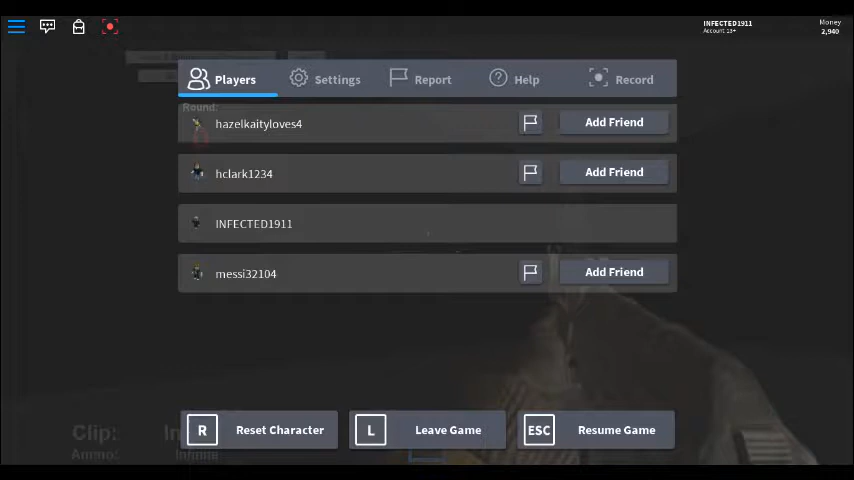 INFECTED1911
Account: 13+
Money
2,940
Players
Settings
Report
Help
Record
Round:
hazelkaityloves4
Add Friend
hclark1234
Add Friend
INFECTED1911
messi32104
Add Friend
Clip:
Ammo: Infinite
R Reset Character
L Leave Game
ESC Resume Game